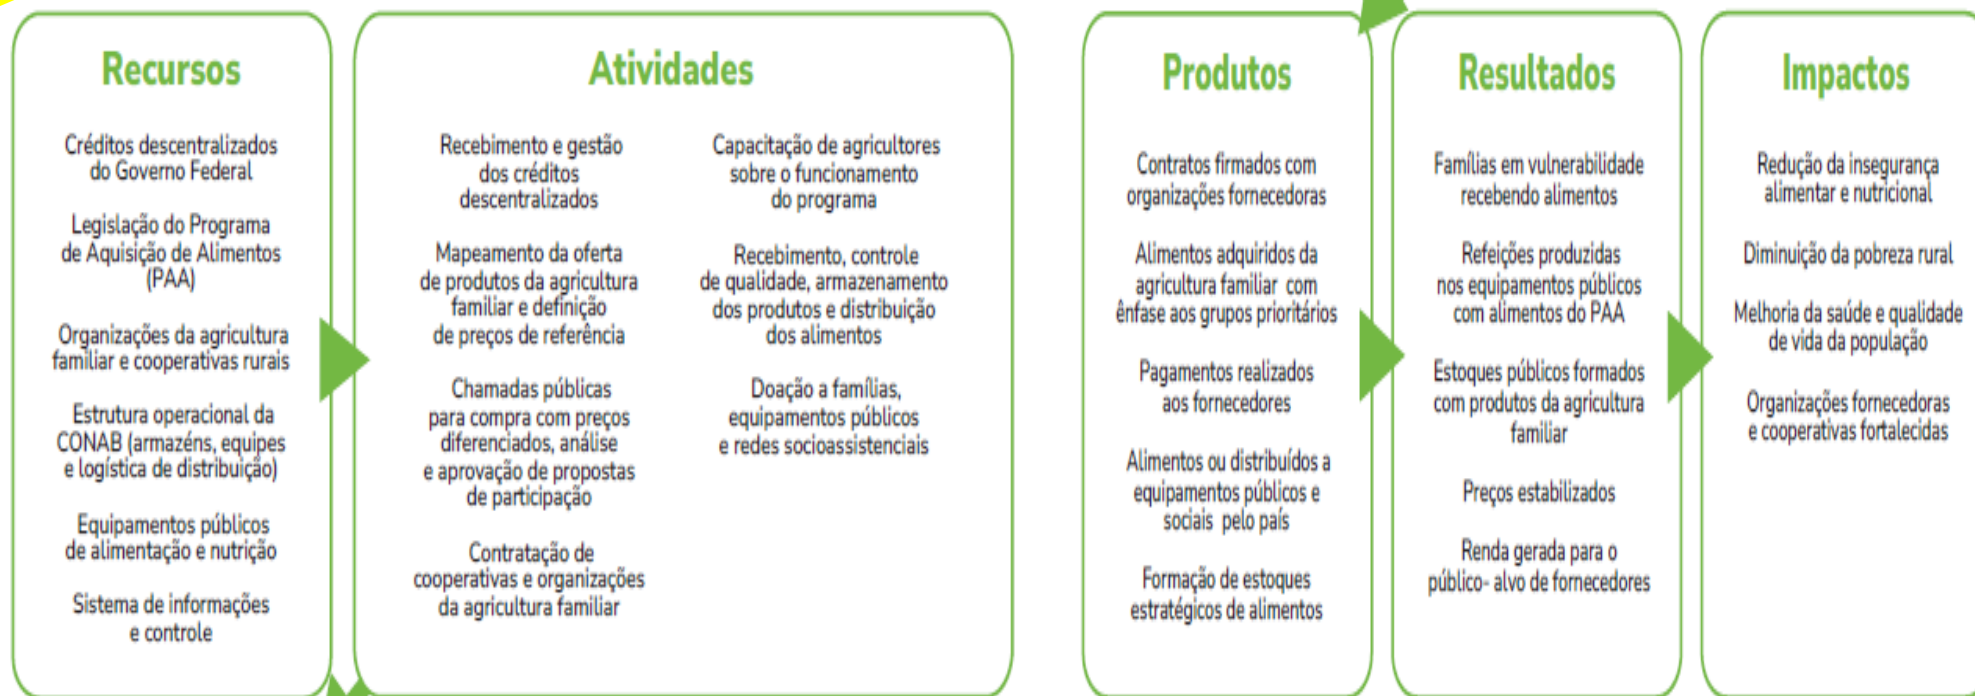 Recursos
Créditos descentralizados
do Governo Federal
Legislação do Programa
de Aquisição de Alimentos
(PAA)
Organizações da agricultura
familiar e cooperativas rurais
Estrutura operacional da
CONAB (armazéns, equipes
e logística de distribuição)
Equipamentos públicos
de alimentação e nutrição
Sistema de informações
e controle
Atividades
Recebimento e gestão
dos créditos
descentralizados
Mapeamento da oferta
de produtos da agricultura
familiar e definição
de preços de referência
Chamadas públicas
para compra com preços
diferenciados, análise
e aprovação de propostas
de participação
Contratação de
cooperativas e organizações
da agricultura familiar
Capacitação de agricultores
sobre o funcionamento
do programa
Recebimento, controle
de qualidade, armazenamento
dos produtos e distribuição
dos alimentos
Doação a famílias,
equipamentos públicos
e redes socioassistenciais
Produtos
Contratos firmados com
organizações fornecedoras
Alimentos adquiridos da
agricultura familiar com
ênfase aos grupos prioritários
Pagamentos realizados
aos fornecedores
Alimentos ou distribuídos a
equipamentos públicos e
sociais pelo país
Formação de estoques
estratégicos de alimentos
Resultados
Famílias em vulnerabilidade
recebendo alimentos
Refeições produzidas
nos equipamentos públicos
com alimentos do PAA
Estoques públicos formados
com produtos da agricultura
familiar
Preços estabilizados
Renda gerada para o
público- alvo de fornecedores
Impactos
Redução da insegurança
alimentar e nutricional
Diminuição da pobreza rural
Melhoria da saúde e qualidade
de vida da população
Organizações fornecedoras
e cooperativas fortalecidas